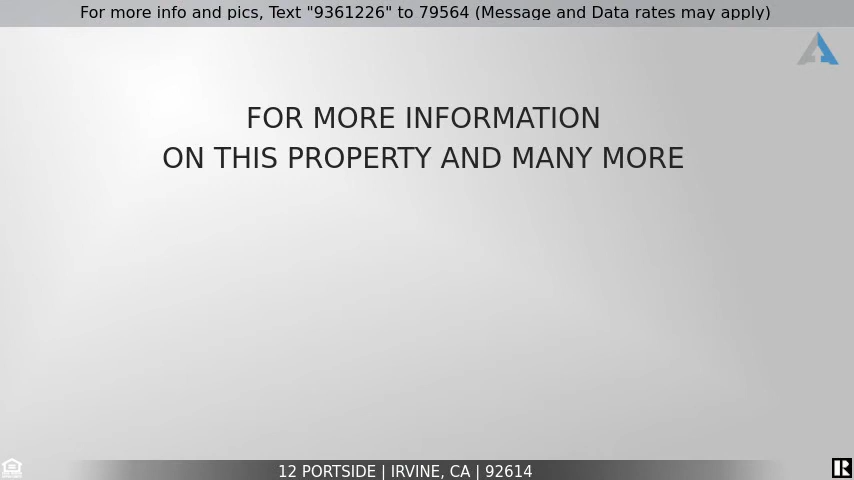 For more info and pics, Text "9361226" to 79564 (Message and Data rates may apply)
FOR MORE INFORMATION
ON THIS PROPERTY AND MANY MORE
12 PORTSIDE | IRVINE, CA | 92614